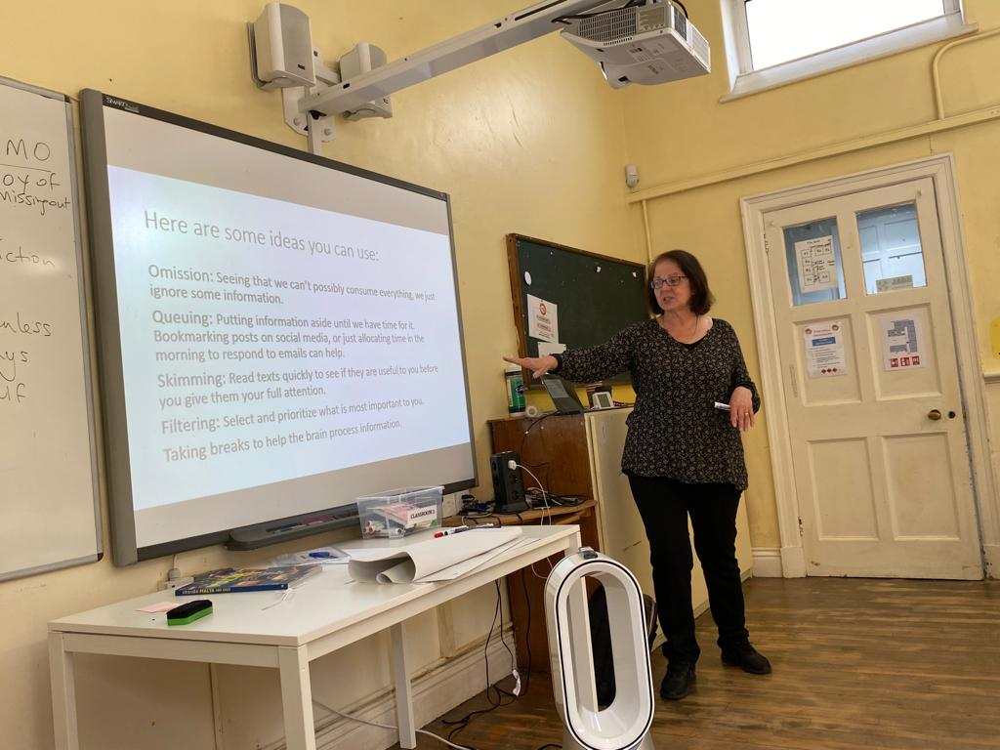 MO
oy of
missingout
iction
nless
ys
uf
SMART
Here are some ideas you can use:
Omission: Seeing that we can't possibly consume everything, we just
ignore some information.
Queuing: Putting information aside until we have time for it.
Bookmarking posts on social media, or just allocating time in the
morning to respond to emails can help.
Skimming: Read texts quickly to see if they are useful to you before
you give them your full attention.
Filtering: Select and prioritize what is most important to you.
Taking breaks to help the brain process information.
CLASSROOM
MALTA